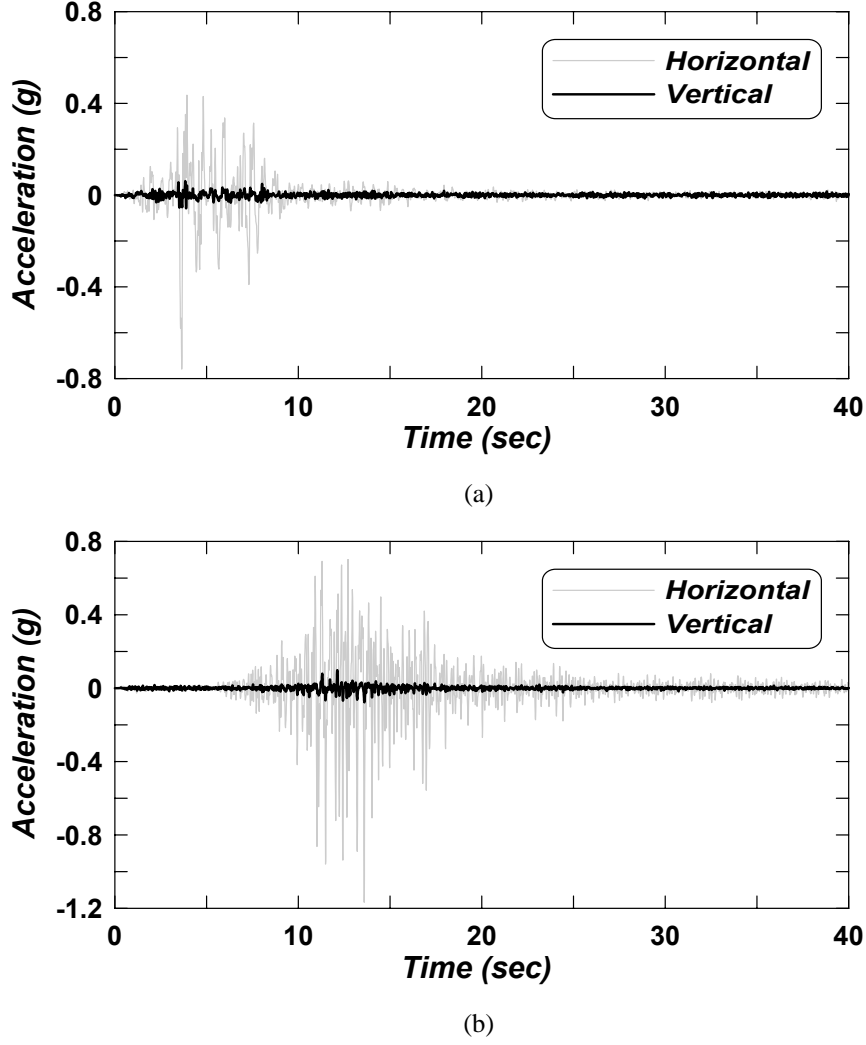 0.8
0.4
0
-0.4
-0.8
Acceleration (g)
Horizontal
Vertical
0 10 20 30 40
Time (sec)
(a)
0.8
0.4
0
-0.4
-0.8
-1.2
Acceleration (g)
Horizontal
Vertical
0 10 20 30 40
Time (sec)
(b)